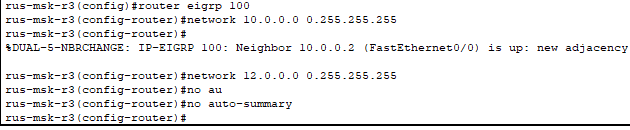 rus-msk-r3(config)#router eigrp 100
rus-msk-r3(config-router)#network 10.0.0.0 0.255.255.255
rus-msk-r3(config-router)#
%DUAL-5-NBRCHANGE: IP-EIGRP 100: Neighbor 10.0.0.2 (FastEthernet0/0) is up: new adjacency
rus-msk-r3(config-router)#network 12.0.0.0 0.255.255.255
rus-msk-r3(config-router)#no au
rus-msk-r3(config-router)#no auto-summary
rus-msk-r3(config-router)#